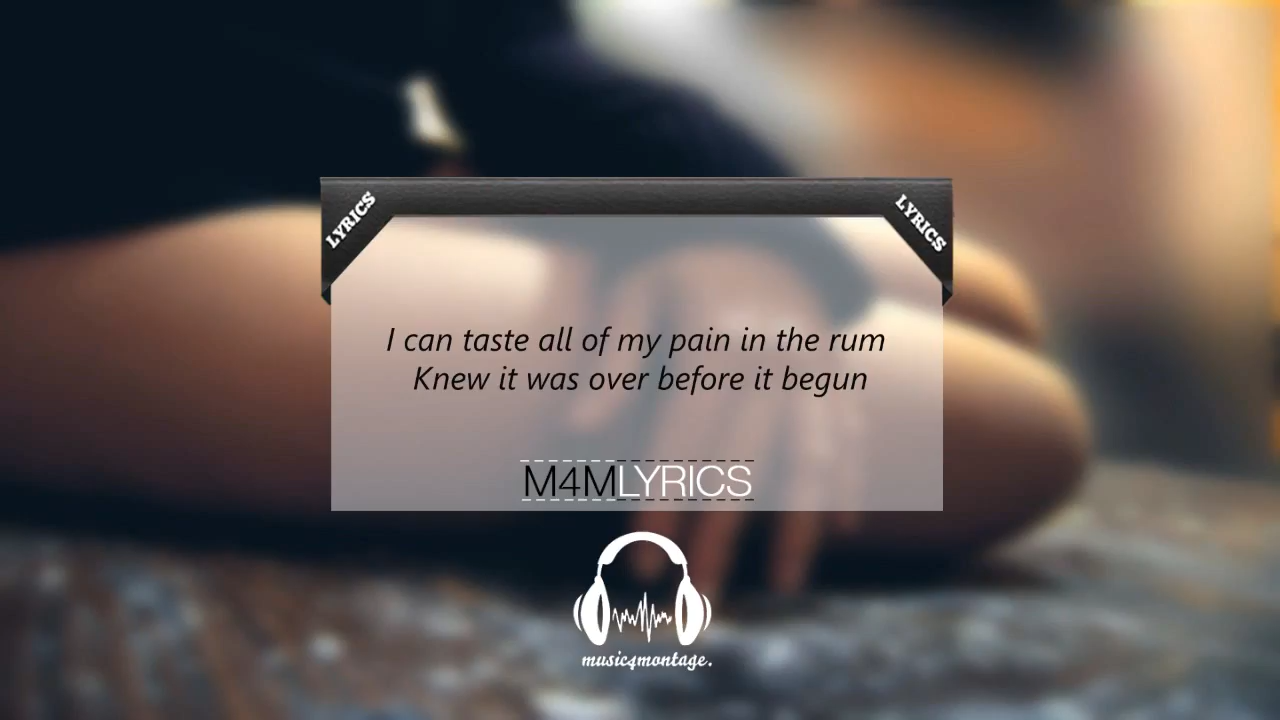 LYRICS
LYRICS
I can taste all of my pain in the rum
Knew it was over before it begun
M4MLYRICS
music4montage.